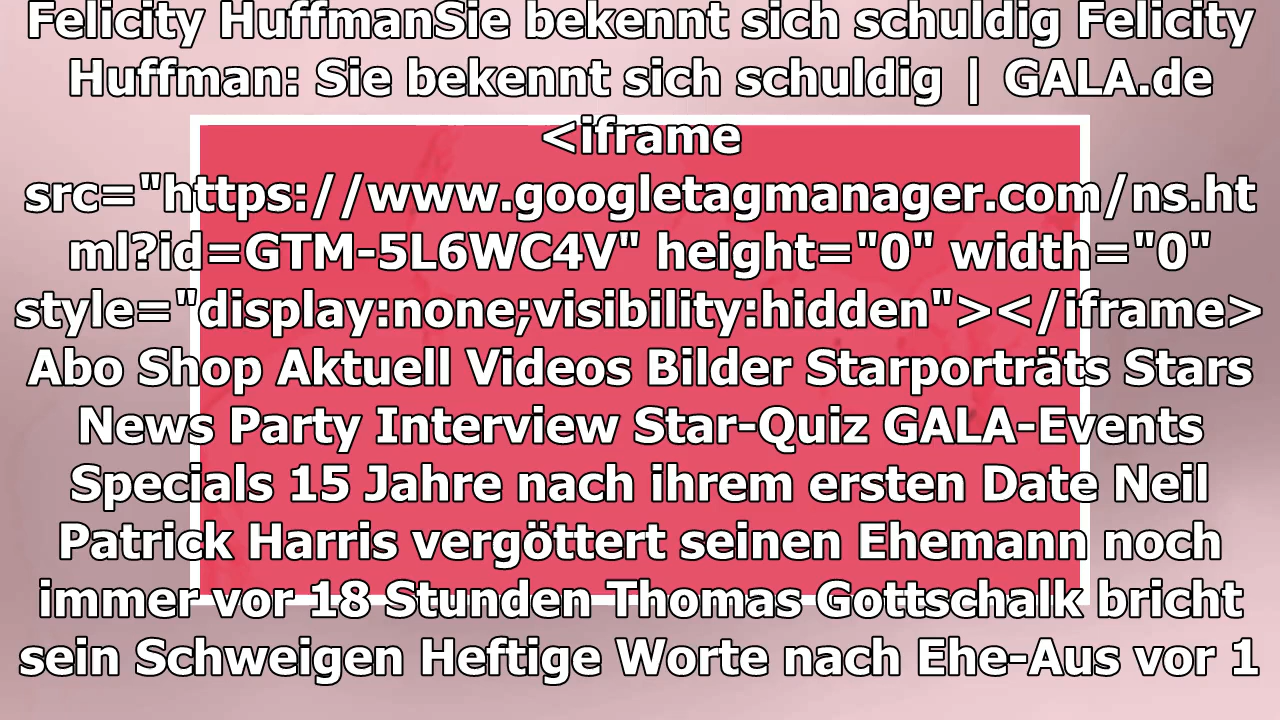 Felicity HuffmanSie bekennt sich schuldig Felicity
Huffman: Sie bekennt sich schuldig | GALA.de
<iframe
src="https://www.googletagmanager.com/ns.ht
ml?id=GTM-5L6WC4V" height="0" width="0"
style="display:none;visibility:hidden"></iframe>
Abo Shop Aktuell Videos Bilder Starporträts Stars
News Party Interview Star-Quiz GALA-Events
Specials 15 Jahre nach ihrem ersten Date Neil
Patrick Harris vergöttert seinen Ehemann noch
immer vor 18 Stunden Thomas Gottschalk bricht
sein Schweigen Heftige Worte nach Ehe-Aus vor 1